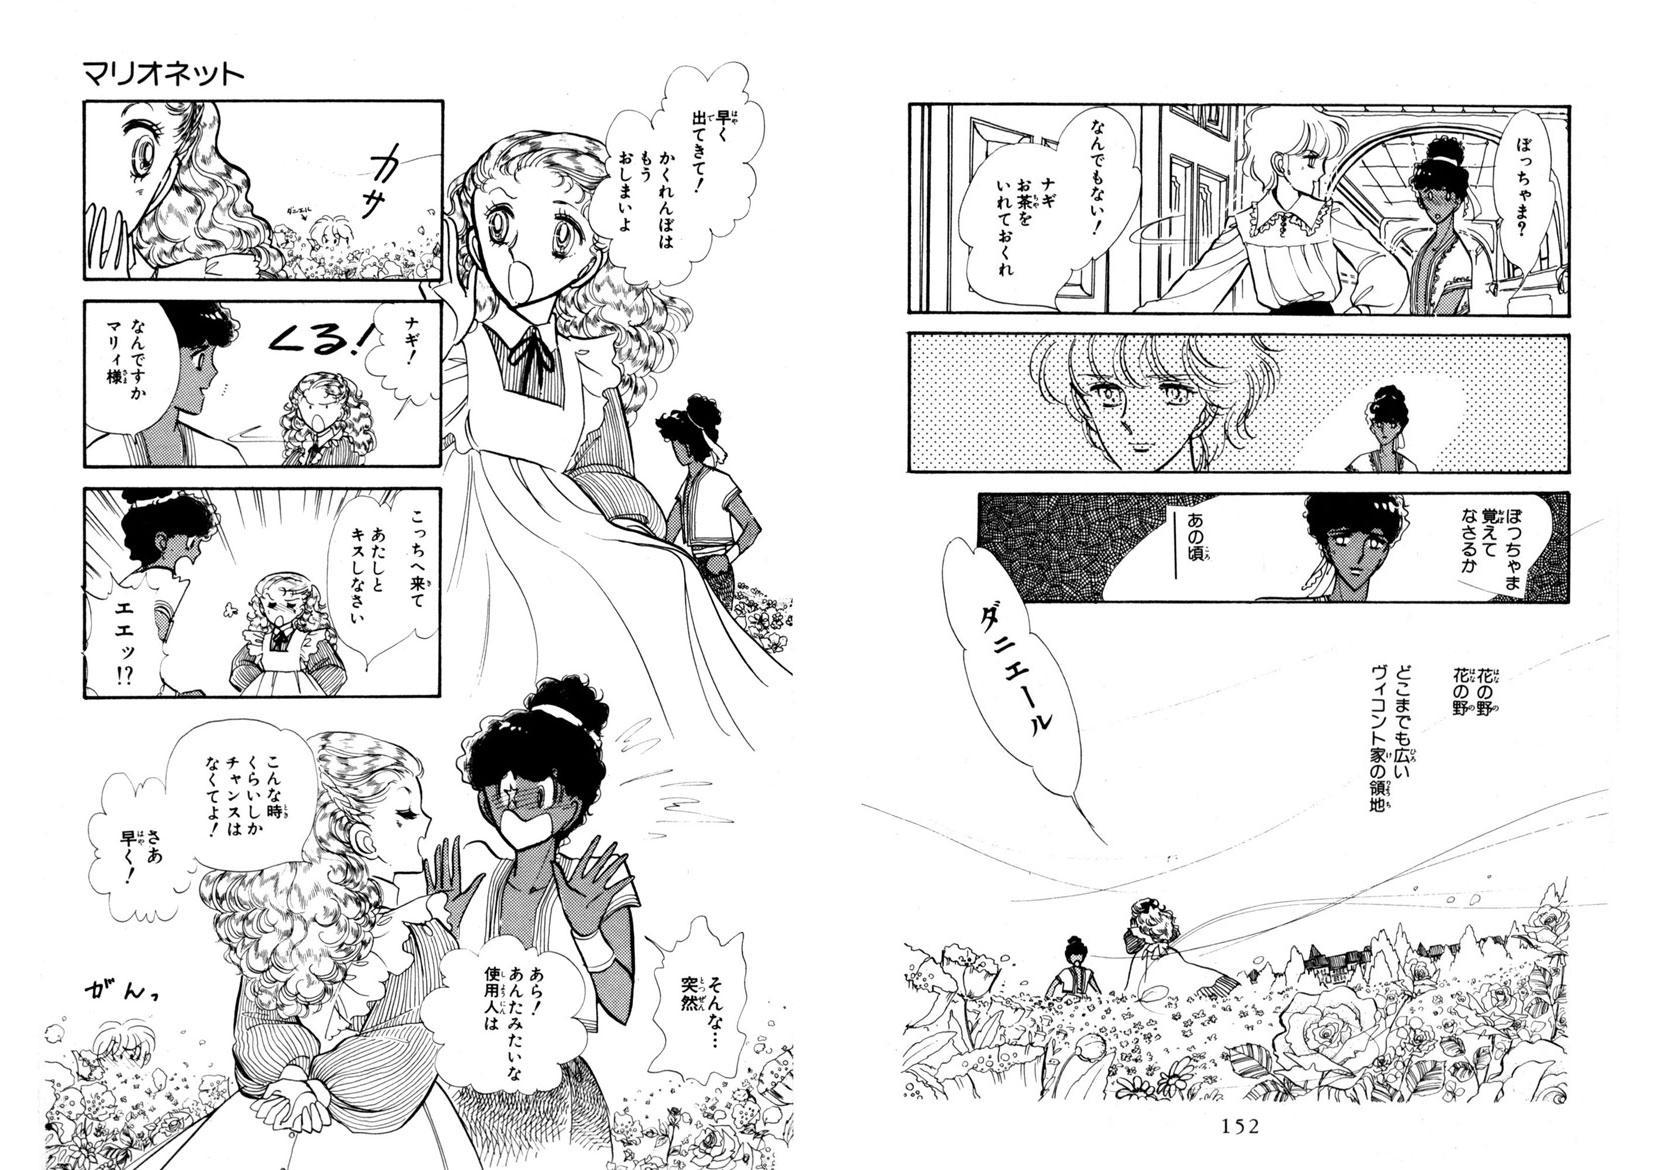 ぼっちゃま?
なんでもない!
ナギ
お茶を
いれておくれ
ぼっちゃま
覚えて
なさるか
あの頃
花の野
花の野
どこまでも広い
ヴィコント家の領地
ダニエール
152
マリオネット
早く
出てきて!
かくれんぼは
もう
おしまいよ
カサ
ダニエル
ナギ!
くる!
なんですか
マリィ様
こっちへ来て
あたしと
キスしなさい
エエッ!?
こんな時
くらいしか
チャンスは
なくてよ!
さあ
早く!
そんな…
突然
あら!
あんたみたいな
使用人は
がんっ